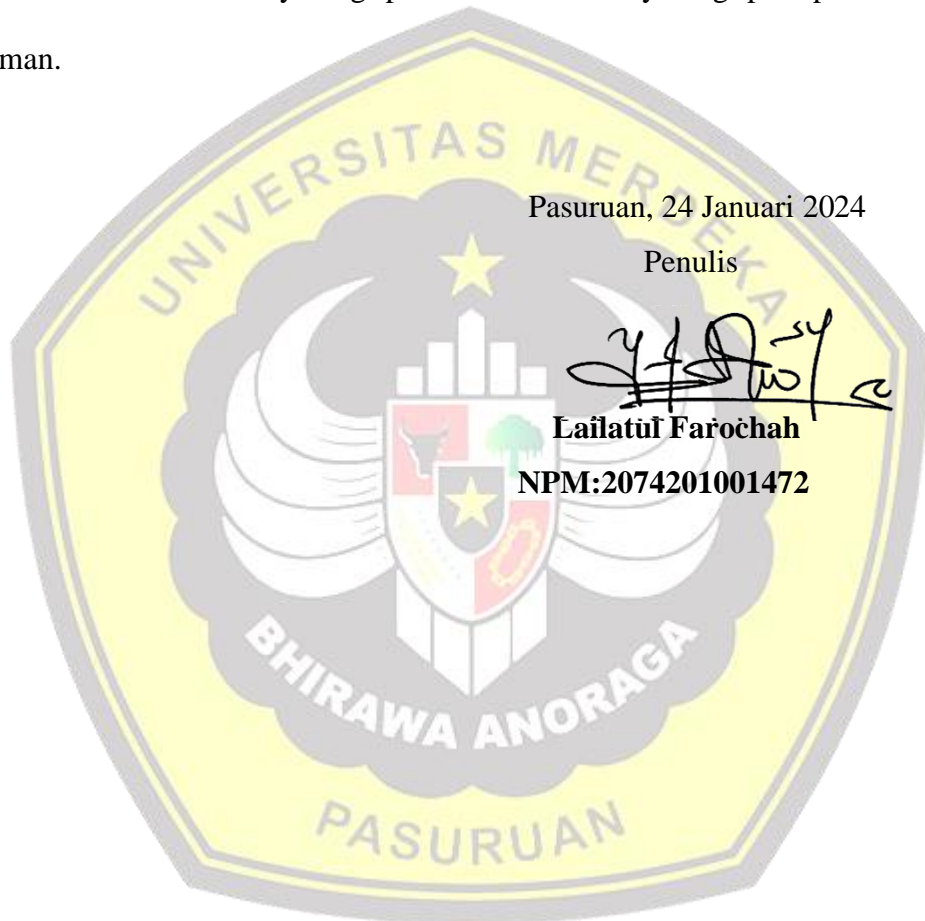 man.
UNIVERSITAS MERDEKA
Pasuruan, 24 Januari 2024
Penulis
Lailatul Farochah
NPM:2074201001472
BHIRAWA ANORAGA
PASURUAN